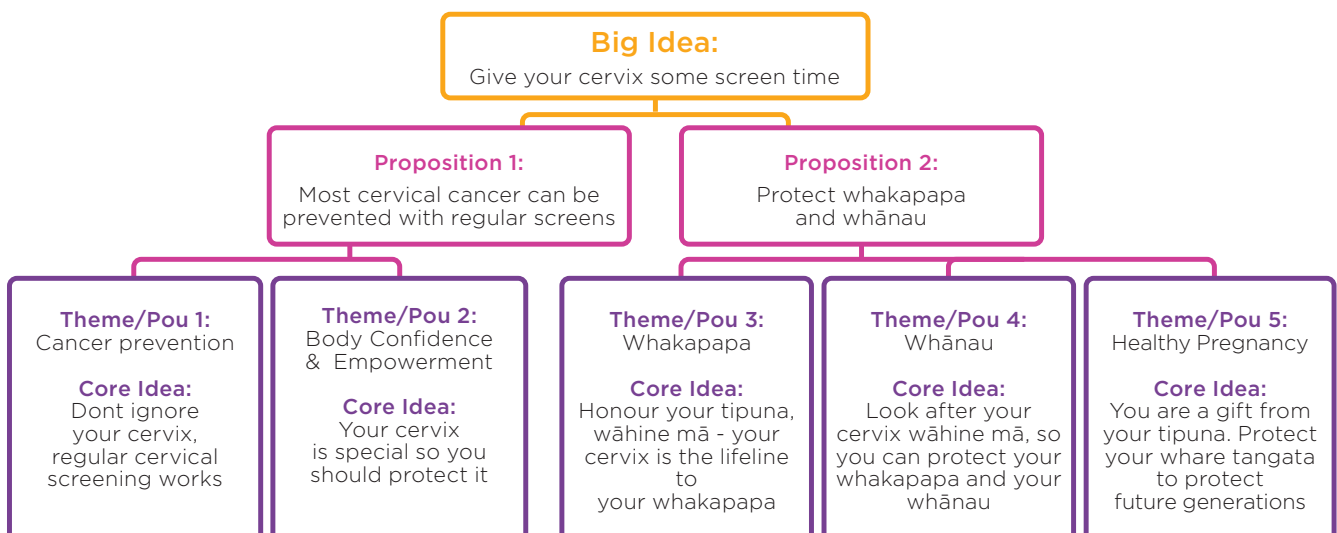 Big Idea:
Give your cervix some screen time
Proposition 1:
Most cervical cancer can be
prevented with regular screens
Proposition 2:
Protect whakapapa
and whānau
Theme/Pou 1:
Cancer prevention
Core Idea:
Dont ignore
your cervix,
regular cervical
screening works
Theme/Pou 2:
Body Confidence
& Empowerment
Core Idea:
Your cervix
is special so you
should protect it
Theme/Pou 3:
Whakapapa
Core Idea:
Honour your tipuna,
wāhine mā - your
cervix is the lifeline
to
your whakapapa
Theme/Pou 4:
Whānau
Core Idea:
Look after your
cervix wāhine mā, so
you can protect your
whakapapa and your
whānau
Theme/Pou 5:
Healthy Pregnancy
Core Idea:
You are a gift from
your tipuna. Protect
your whare tangata
to protect
future generations